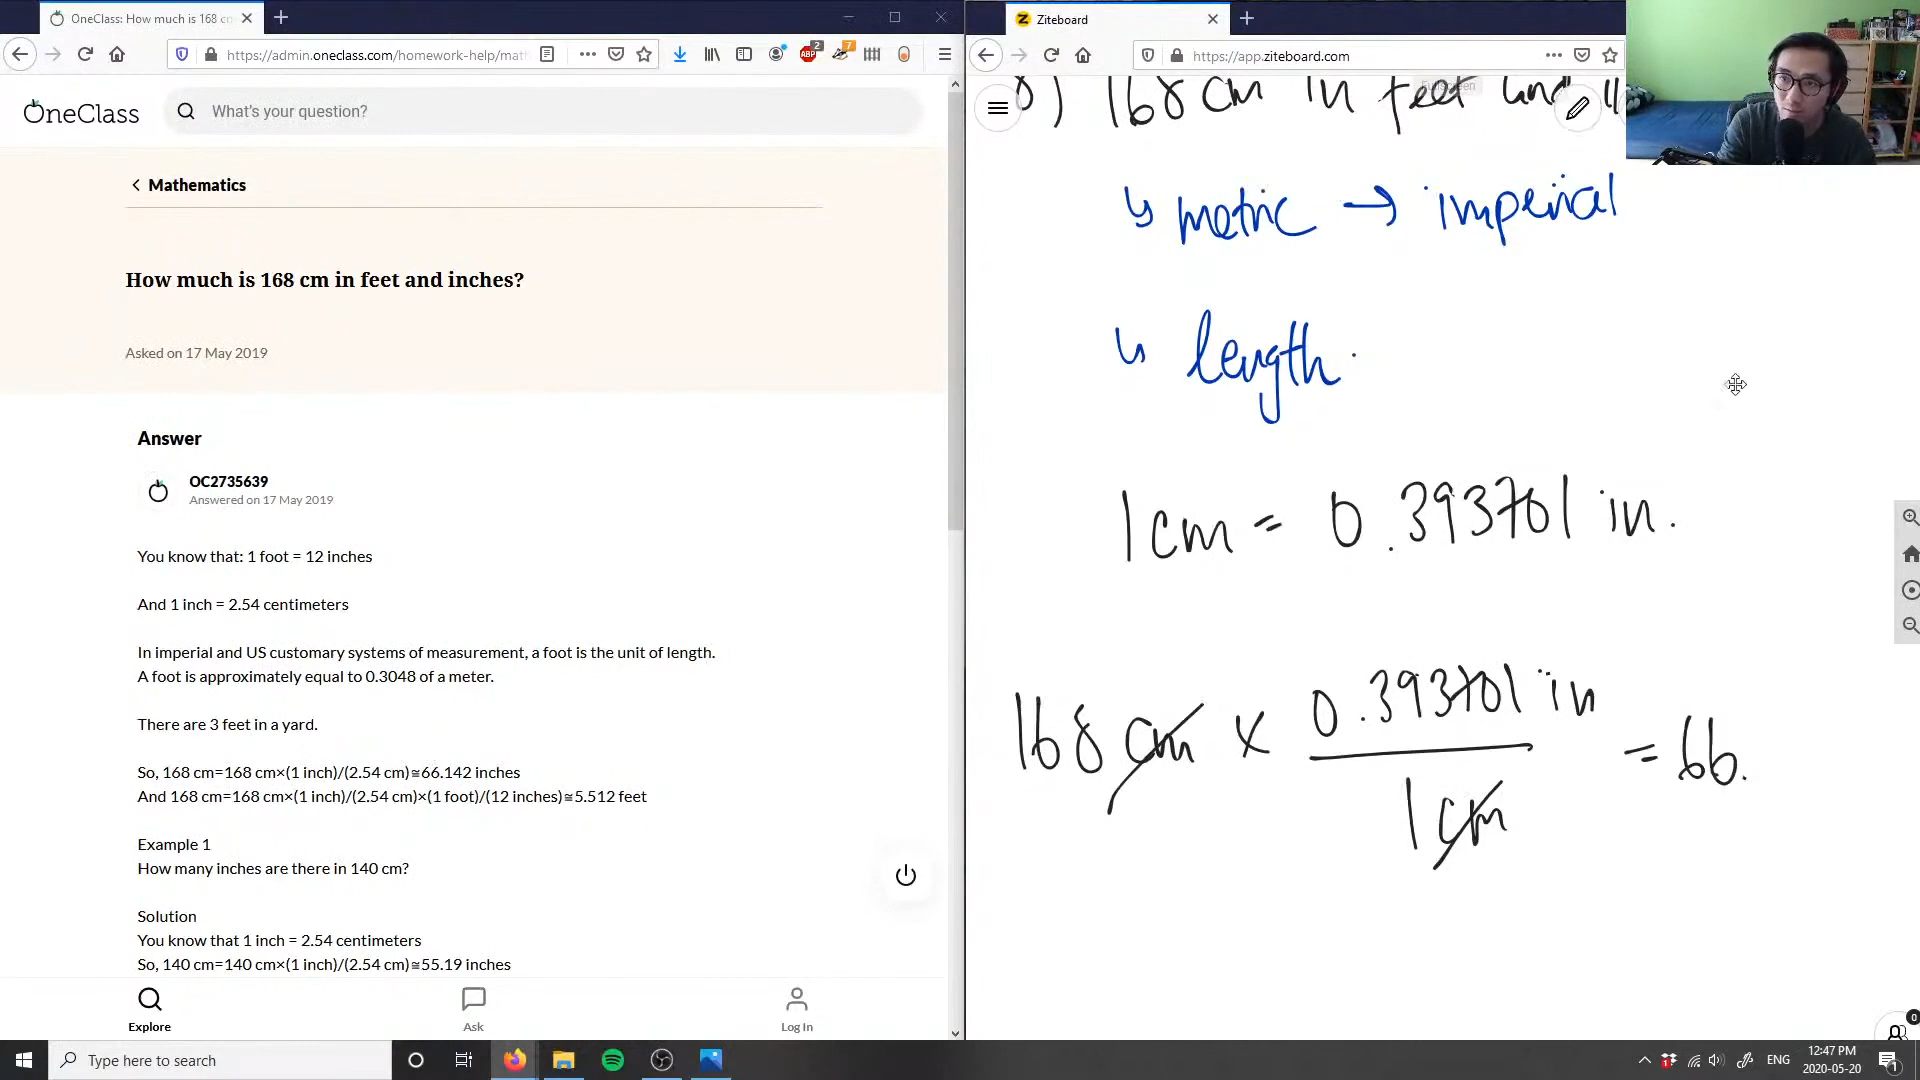 OneClass: How much is 168 cm
https://admin.oneclass.com/homework-help/mat
2
7
OneClass
What's your question?
Mathematics
How much is 168 cm in feet and inches?
Asked on 17 May 2019
Answer
OC2735639
Answered on 17 May 2019
You know that: 1 foot = 12 inches
And 1 inch = 2.54 centimeters
In imperial and US customary systems of measurement, a foot is the unit of length.
A foot is approximately equal to 0.3048 of a meter.
There are 3 feet in a yard.
So, 168 cm=168 cm×(1 inch)/(2.54 cm)≅66.142 inches
And 168 cm=168 cm×(1 inch)/(2.54 cm)×(1 foot)/(12 inches)≅5.512 feet
Example 1
How many inches are there in 140 cm?
Solution
You know that 1 inch = 2.54 centimeters
So, 140 cm=140 cm×(1 inch)/(2.54 cm)≅55.19 inches
Explore
Ask
Log In
Ziteboard
https://app.ziteboard.com
Fullscreen
168 cm in feet and
metric → imperial
length
1cm = 0.393701 in.
168 cm x 0.393701 in
1cm
= 66.
0
Type here to search
ENG
12:47 PM
2020-05-20
1